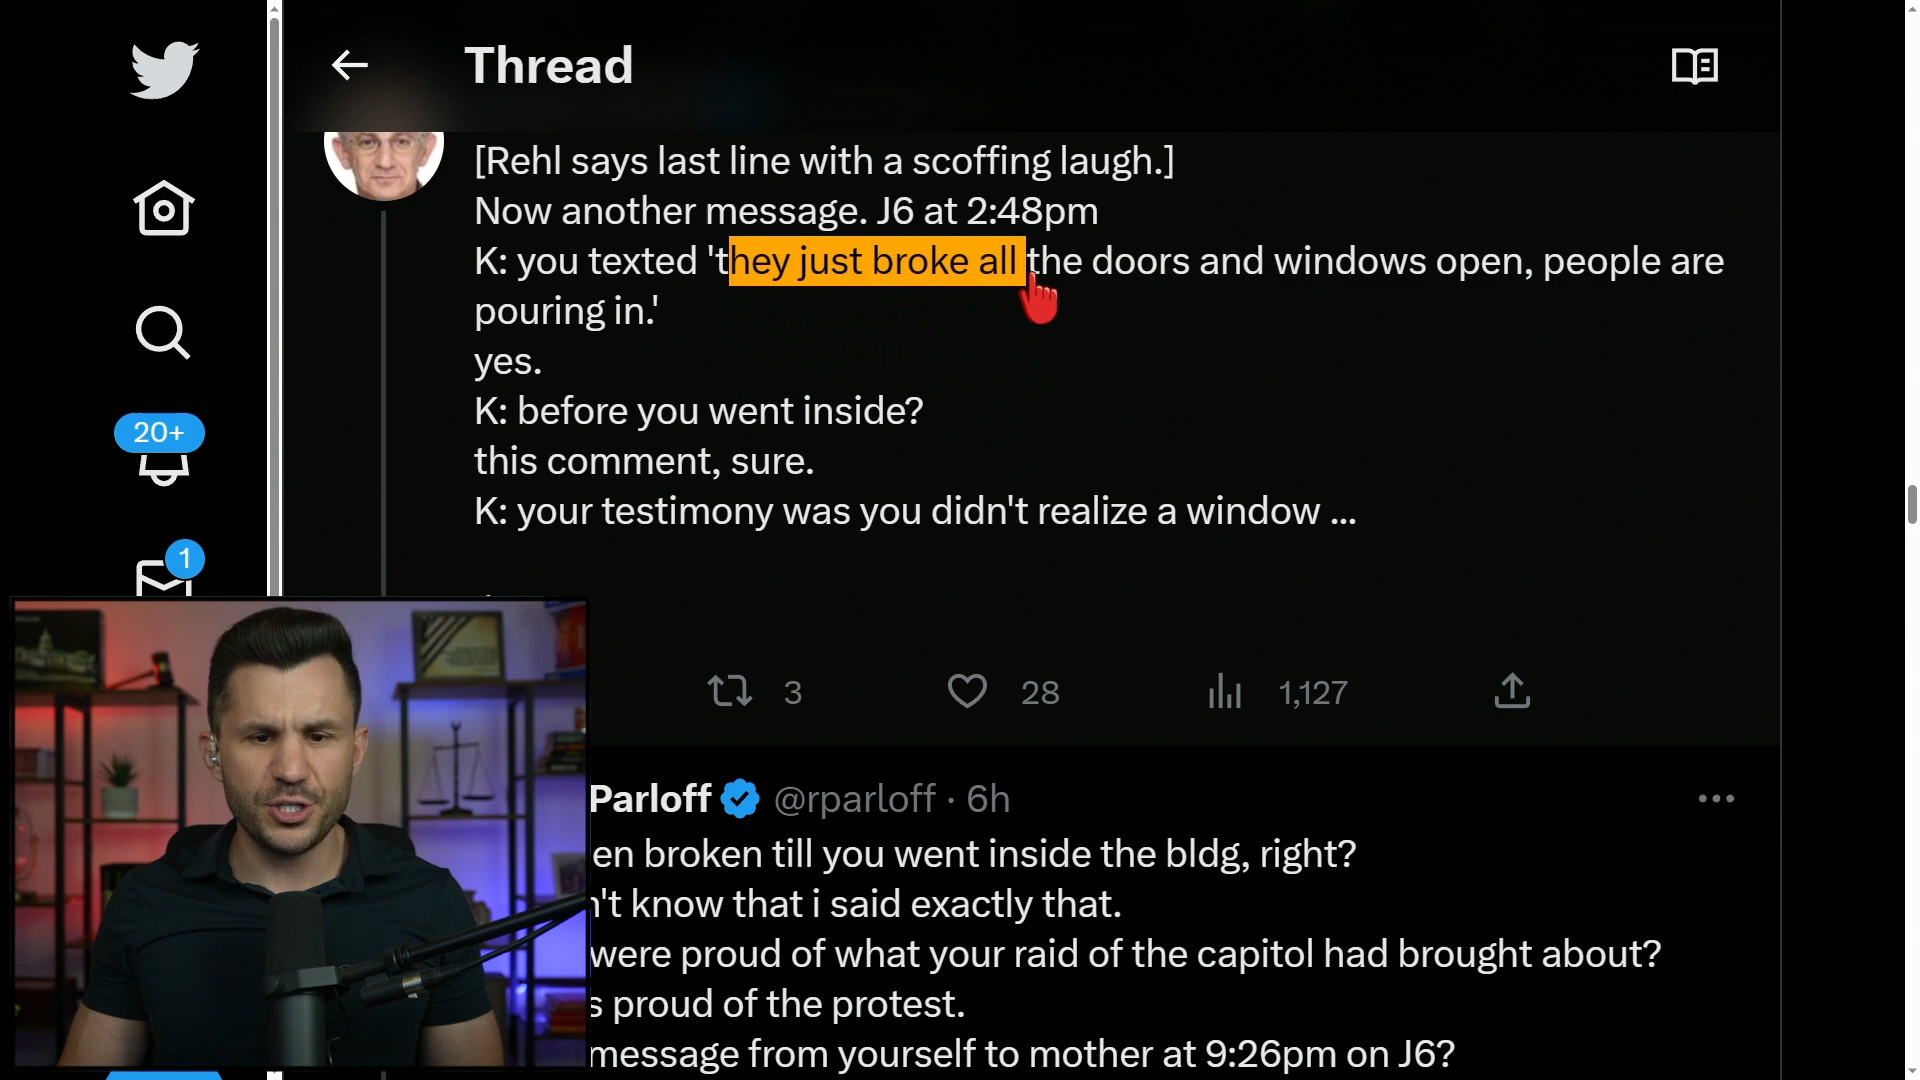 Thread
[Rehl says last line with a scoffing laugh.]
Now another message. J6 at 2:48pm
K: you texted 'they just broke all the doors and windows open, people are
pouring in.'
yes.
K: before you went inside?
this comment, sure.
K: your testimony was you didn't realize a window ...
20+
1
3
28
1,127
Parloff @rparloff · 6h
en broken till you went inside the bldg, right?
n't know that i said exactly that.
were proud of what your raid of the capitol had brought about?
s proud of the protest.
message from yourself to mother at 9:26pm on J6?